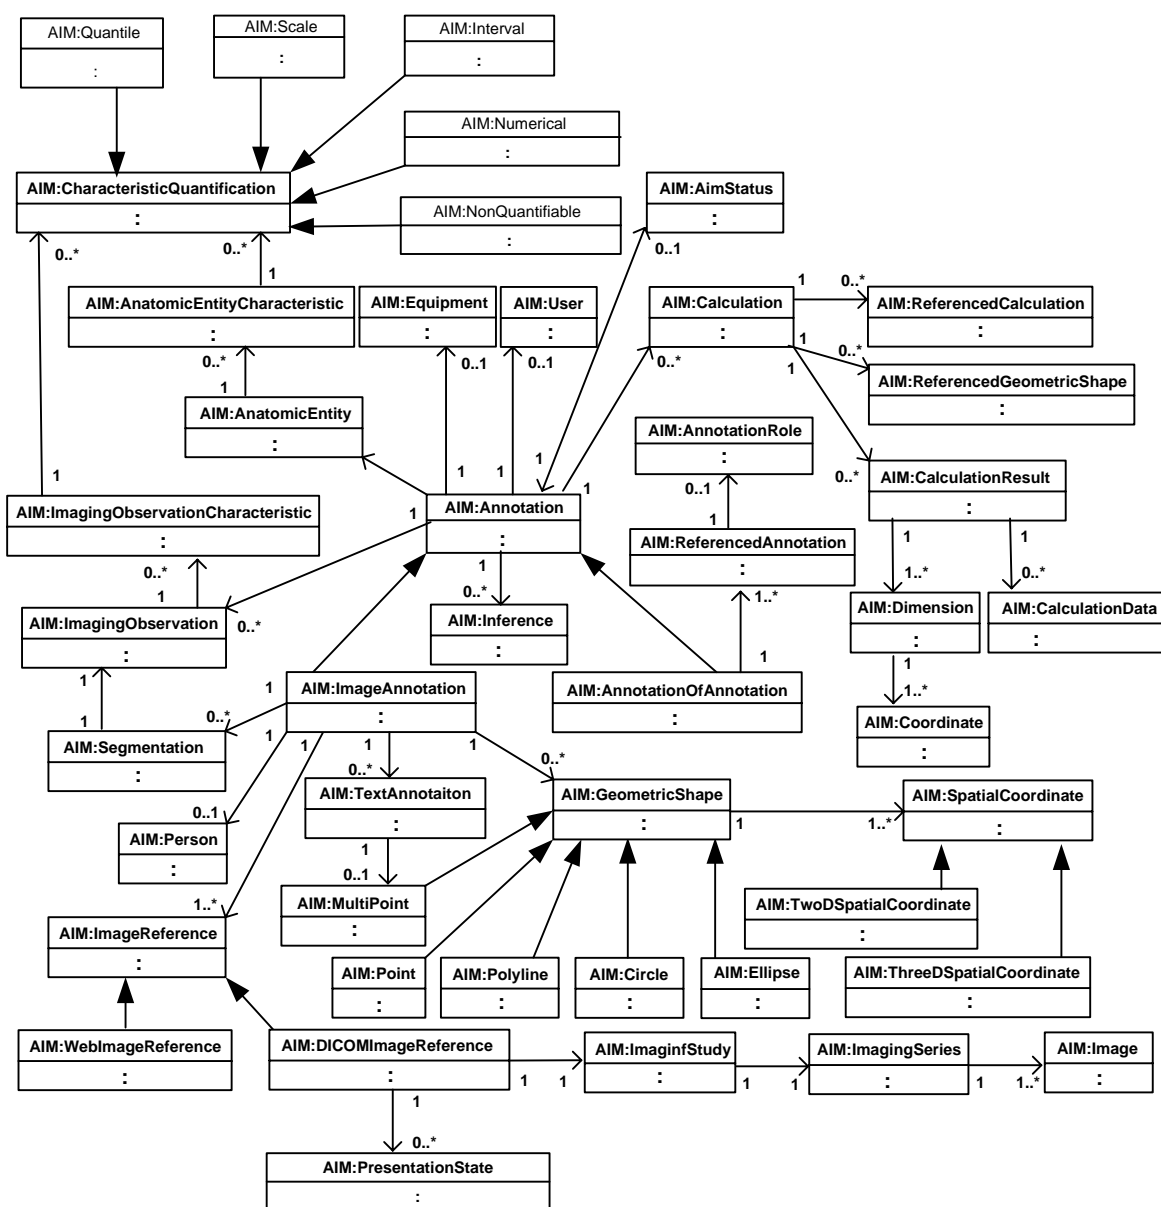 AIM:Quantile
:
AIM:Scale
:
AIM:Interval
:
AIM:Numerical
:
AIM:CharacteristicQuantification
:
AIM:NonQuantifiable
:
AIM:AimStatus
:
0..*
0..*
0..1
1
1
AIM:AnatomicEntityCharacteristic
:
AIM:Equipment
:
AIM:User
:
AIM:Calculation
:
0..*
AIM:ReferencedCalculation
:
0..*
0..1
0..1
0..*
1
1
0..*
AIM:ReferencedGeometricShape
:
1
AIM:AnatomicEntity
:
AIM:AnnotationRole
:
1
1
1
1
1
0..1
0..*
AIM:CalculationResult
:
AIM:ImagingObservationCharacteristic
:
1
AIM:Annotation
:
1
AIM:ReferencedAnnotation
:
1
1
0..*
1
1
0..*
1..*
1..*
0..*
AIM:ImagingObservation
:
0..*
AIM:Inference
:
AIM:Dimension
:
AIM:CalculationData
:
1
1
AIM:ImageAnnotation
:
AIM:AnnotationOfAnnotation
:
1
1
1..*
1
0..*
AIM:Segmentation
:
1
1
1
1
AIM:Coordinate
:
0..*
0..*
AIM:TextAnnotaiton
:
AIM:GeometricShape
:
AIM:SpatialCoordinate
:
0..1
AIM:Person
:
1
1..*
1
0..1
AIM:MultiPoint
:
AIM:TwoDSpatialCoordinate
:
1..*
AIM:ImageReference
:
AIM:Point
:
AIM:Polyline
:
AIM:Circle
:
AIM:Ellipse
:
AIM:ThreeDSpatialCoordinate
:
AIM:WebImageReference
:
AIM:DICOMImageReference
:
AIM:ImaginfStudy
:
AIM:ImagingSeries
:
AIM:Image
:
1
1
1
1
1
1..*
1
0..*
AIM:PresentationState
: